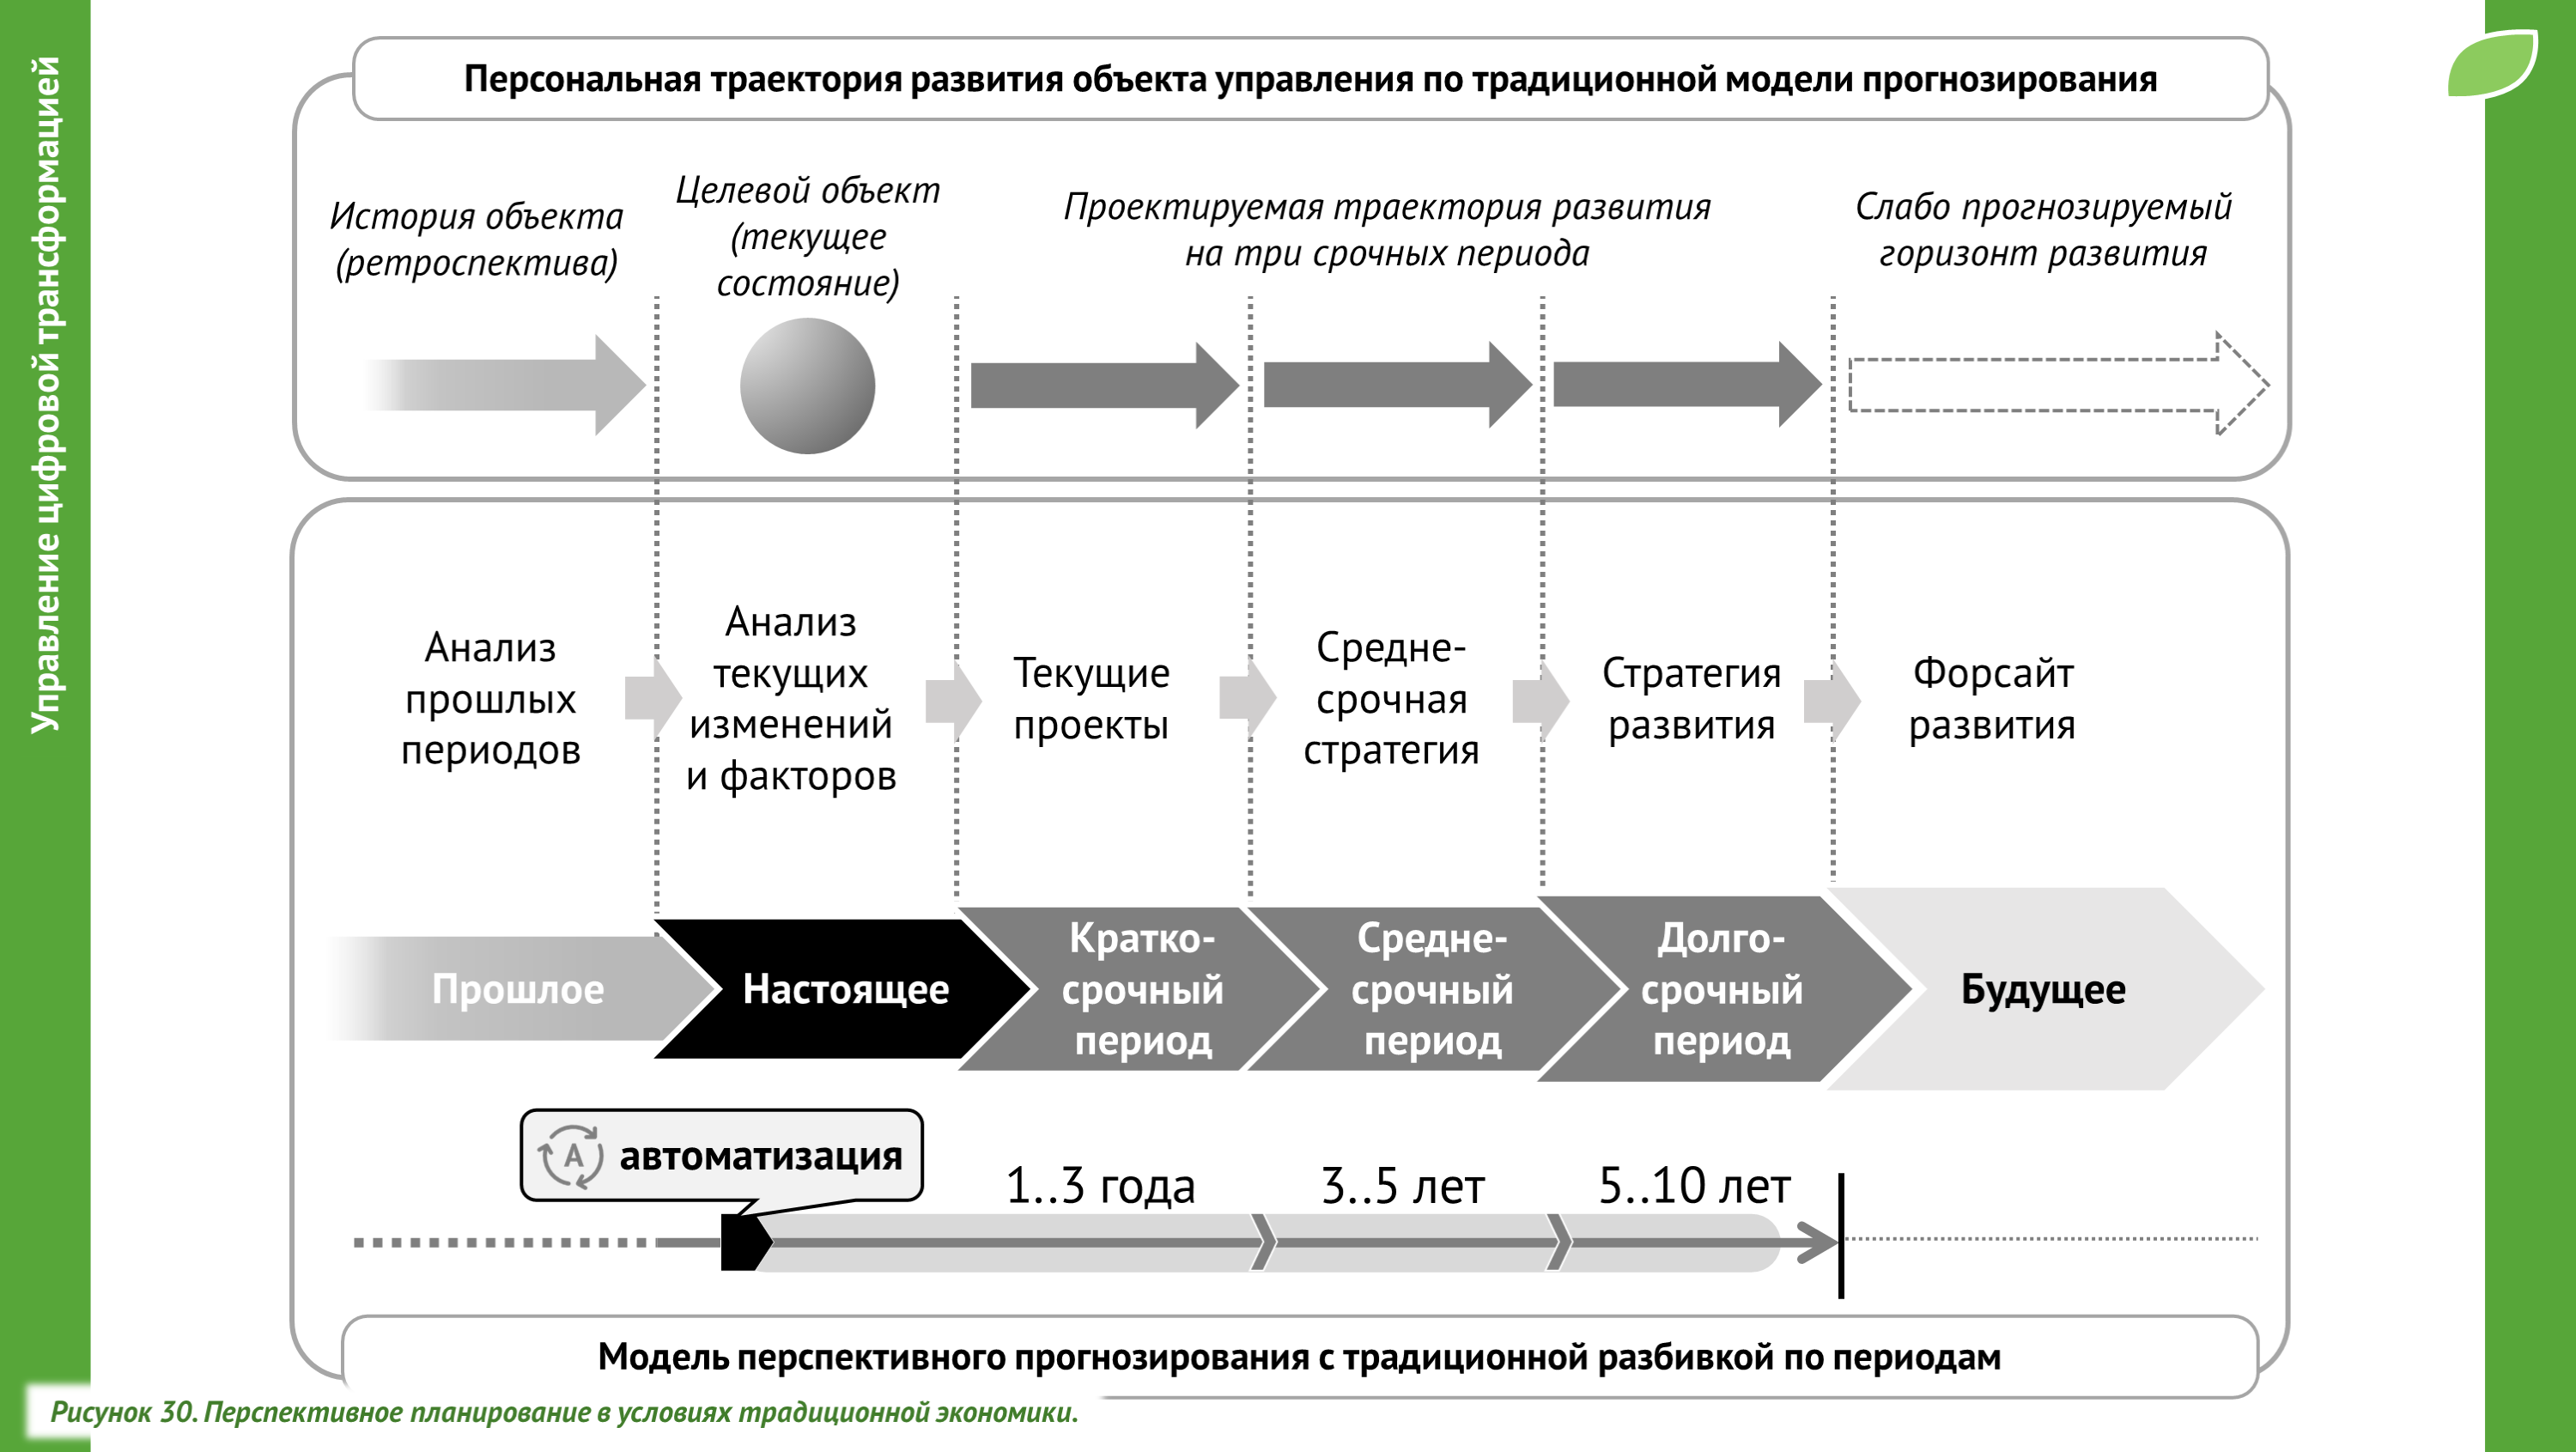 Управление цифровой трансформацией
Персональная траектория развития объекта управления по традиционной модели прогнозирования
История объекта
(ретроспектива)
Целевой объект
(текущее
состояние)
Проектируемая траектория развития
на три срочных периода
Слабо прогнозируемый
горизонт развития
Анализ
прошлых
периодов
Анализ
текущих
изменений
и факторов
Текущие
проекты
Средне-
срочная
стратегия
Стратегия
развития
Форсайт
развития
Прошлое
Настоящее
Кратко-
срочный
период
Средне-
срочный
период
Долго-
срочный
период
Будущее
А
автоматизация
1..3 года
3..5 лет
5..10 лет
Модель перспективного прогнозирования с традиционной разбивкой по периодам
Рисунок 30. Перспективное планирование в условиях традиционной экономики.